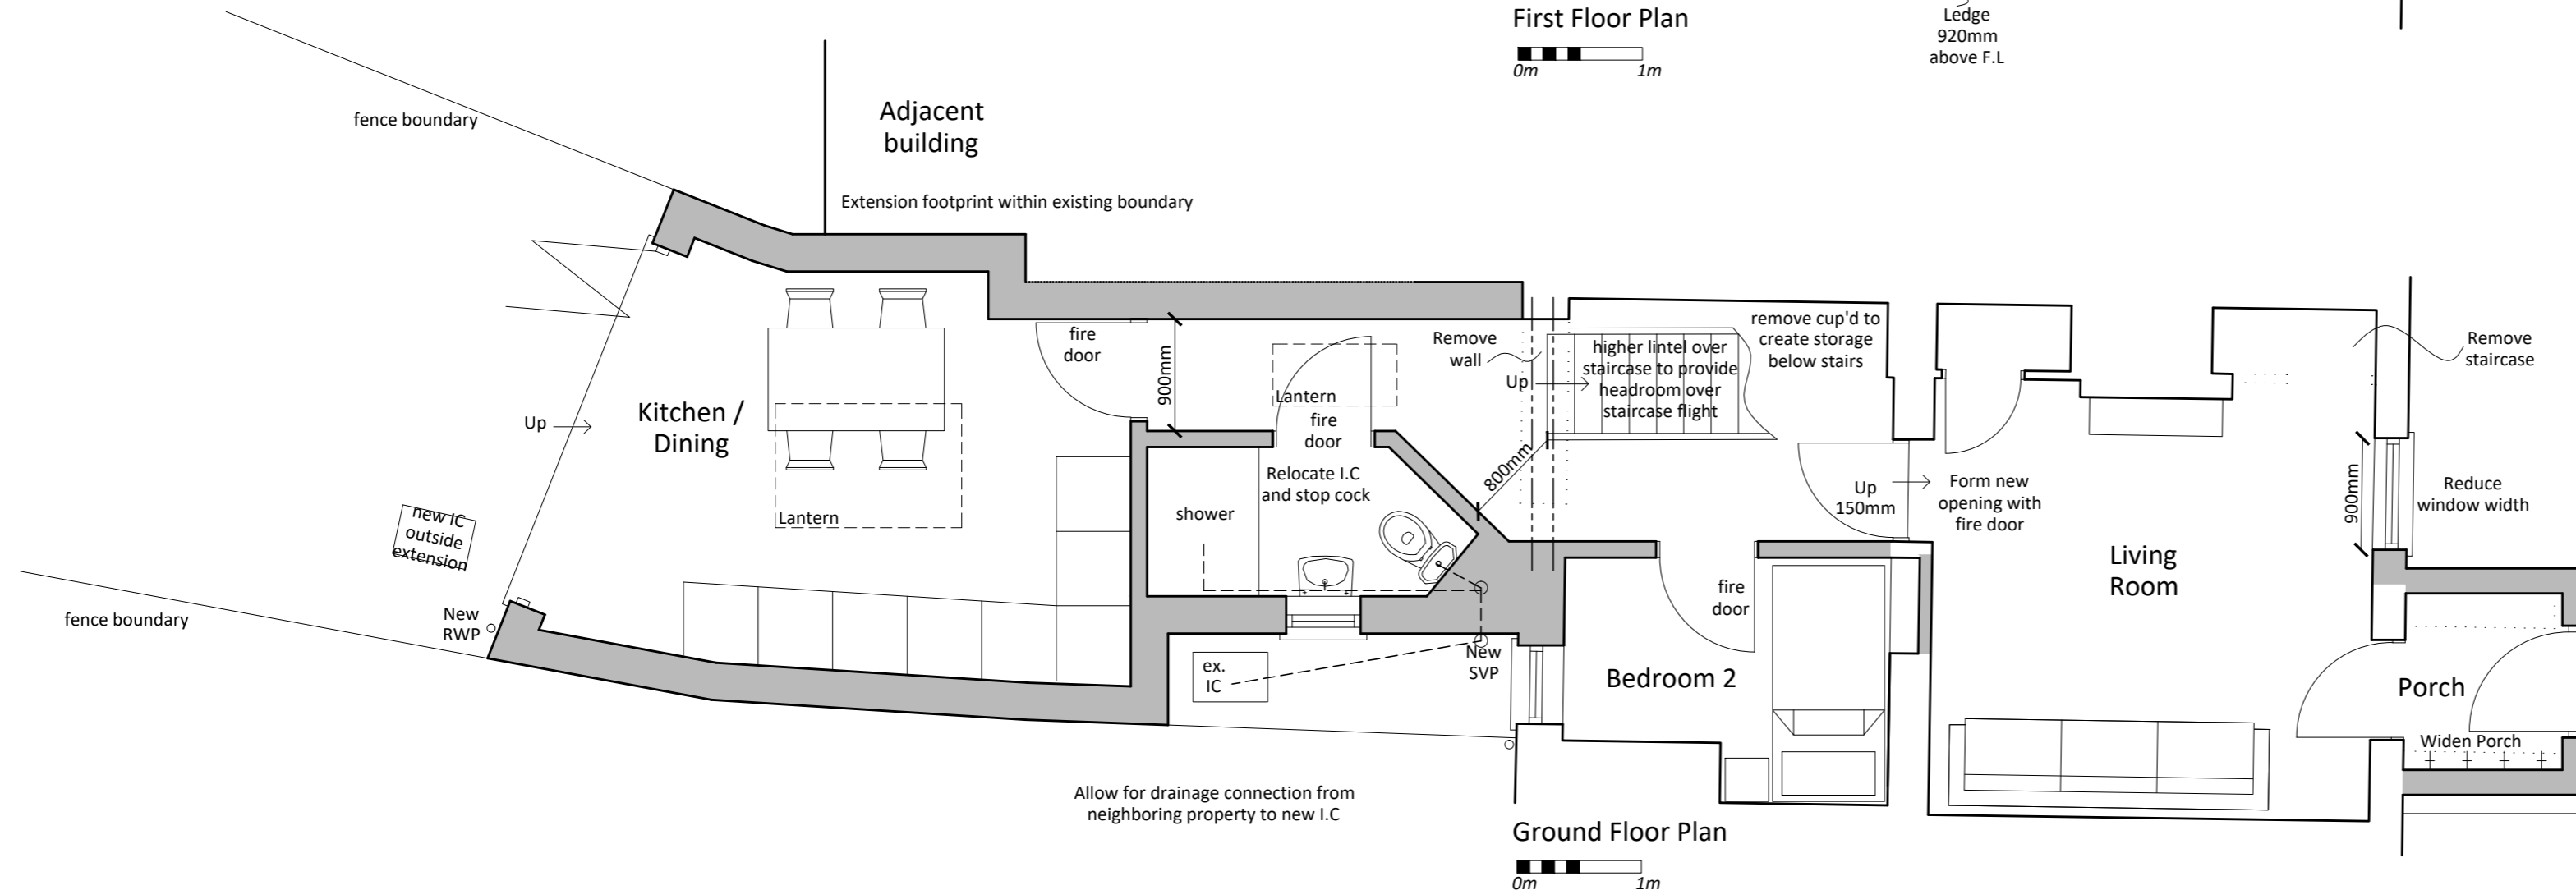 First Floor Plan
0m 1m
Ledge
920mm
above F.L
fence boundary
Adjacent
building
Extension footprint within existing boundary
fire
door
900mm
Lantern
fire
door
Remove
wall
Up
higher lintel over
staircase to provide
headroom over
staircase flight
remove cup'd to
create storage
below stairs
Remove
staircase
Up
Kitchen /
Dining
Lantern
Relocate I.C
and stop cock
shower
800mm
Up
150mm
Form new
opening with
fire door
900mm
Reduce
window width
new IC
outside
extension
Living
Room
fence boundary
New
RWP
ex.
IC
New
SVP
fire
door
Bedroom 2
Porch
Widen Porch
Allow for drainage connection from
neighboring property to new I.C
Ground Floor Plan
0m 1m